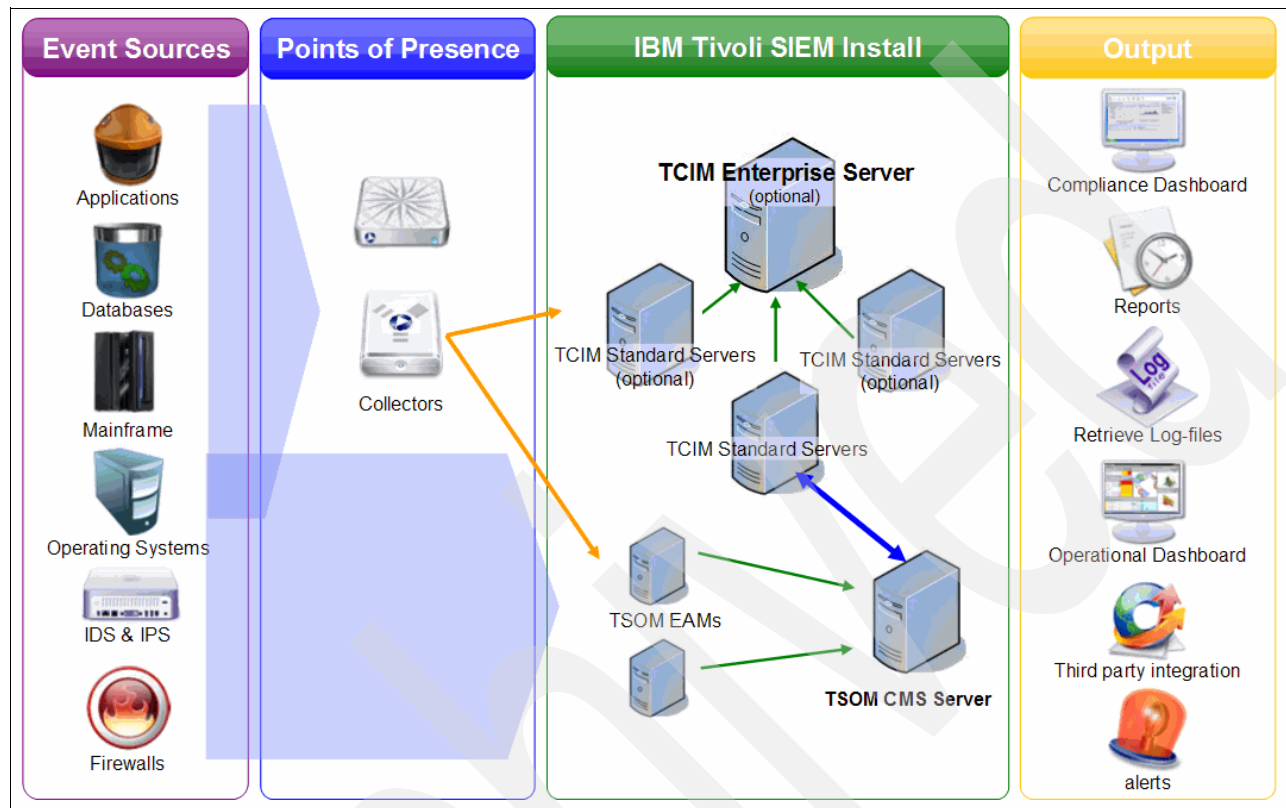 Event Sources
Applications
Databases
Mainframe
Operating Systems
IDS & IPS
Firewalls
Points of Presence
Collectors
IBM Tivoli SIEM Install
TCIM Enterprise Server
(optional)
TCIM Standard Servers
(optional)
TCIM Standard Servers
(optional)
TCIM Standard Servers
TSOM EAMs
TSOM CMS Server
Output
Compliance Dashboard
Reports
Log
file
Retrieve Log-files
Operational Dashboard
Third party integration
alerts